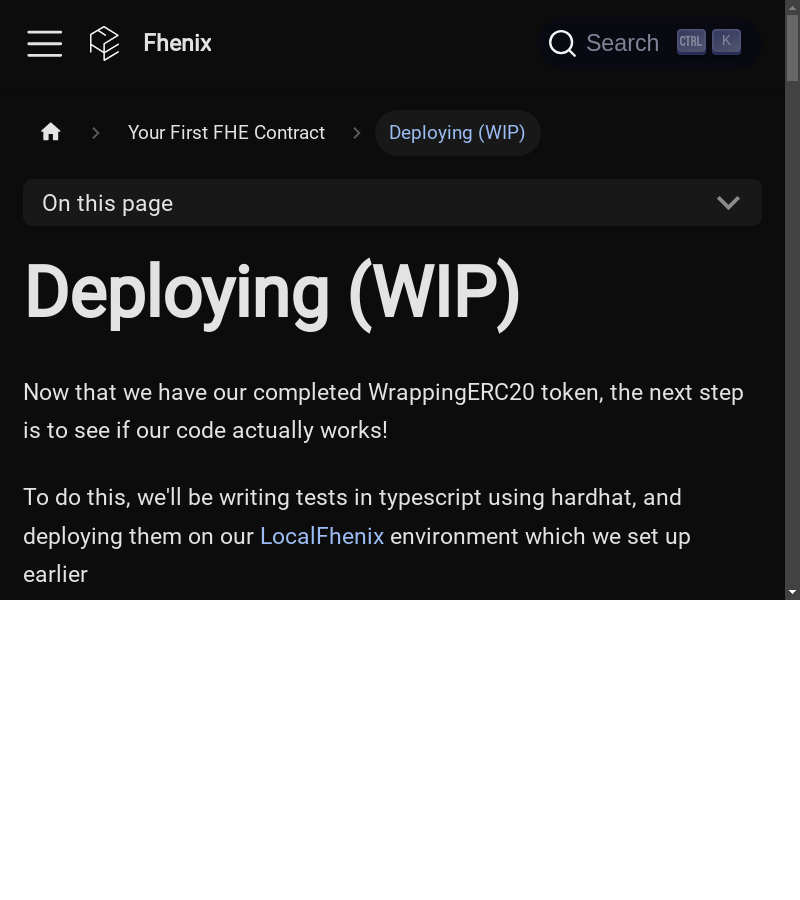 Fhenix
Search CTRL K
Your First FHE Contract
Deploying (WIP)
On this page
Deploying (WIP)
Now that we have our completed WrappingERC20 token, the next step
is to see if our code actually works!
To do this, we'll be writing tests in typescript using hardhat, and
deploying them on our LocalFhenix environment which we set up
earlier